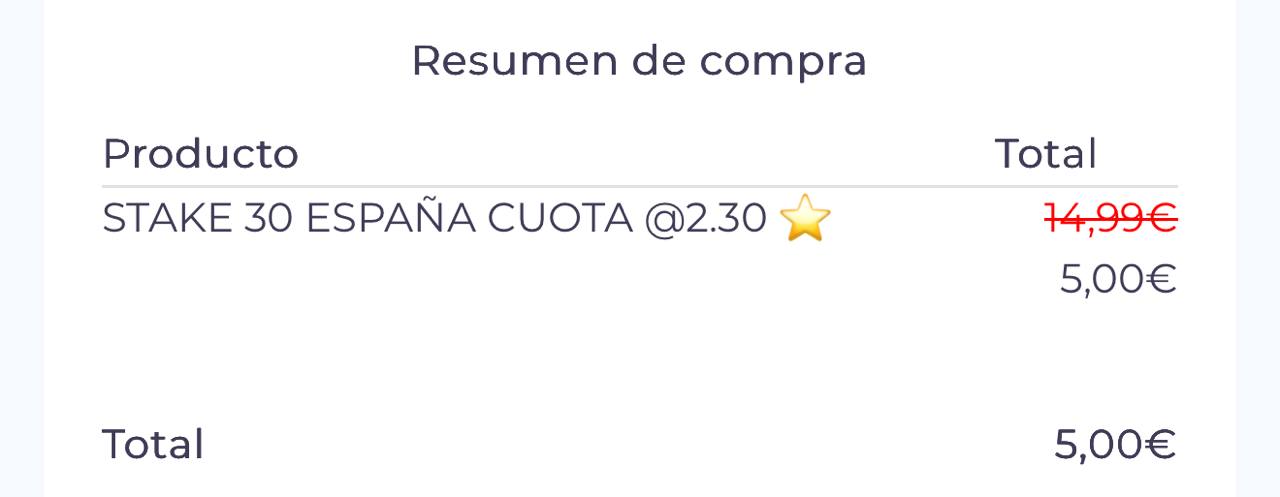 Resumen de compra
Producto Total
STAKE 30 ESPAÑA CUOTA @2.30 ⭐ 14,99€
5,00€
Total 5,00€